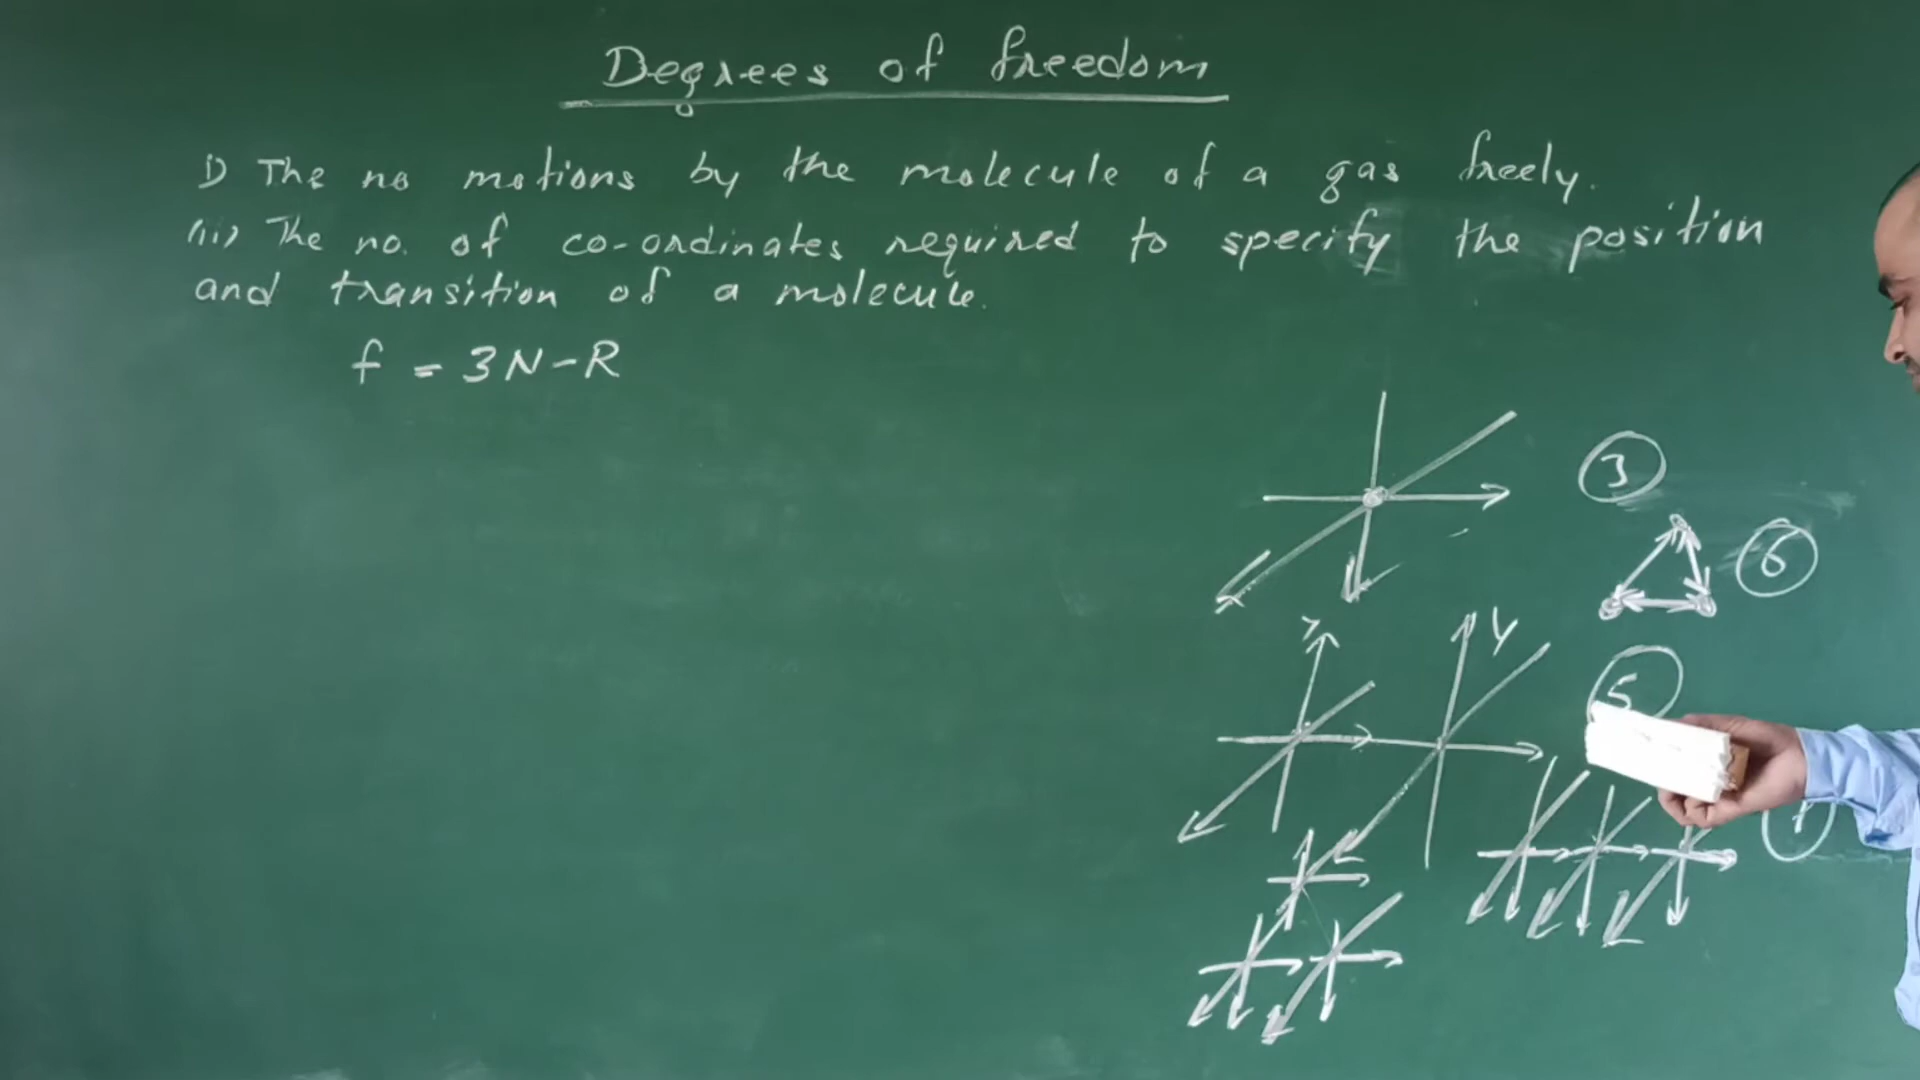 Degrees of freedom
i) The no motions by the molecule of a gas freely.
(ii) The no. of co-ordinates required to specify the position
and transition of a molecule.
f = 3N-R
3
6
Y
5